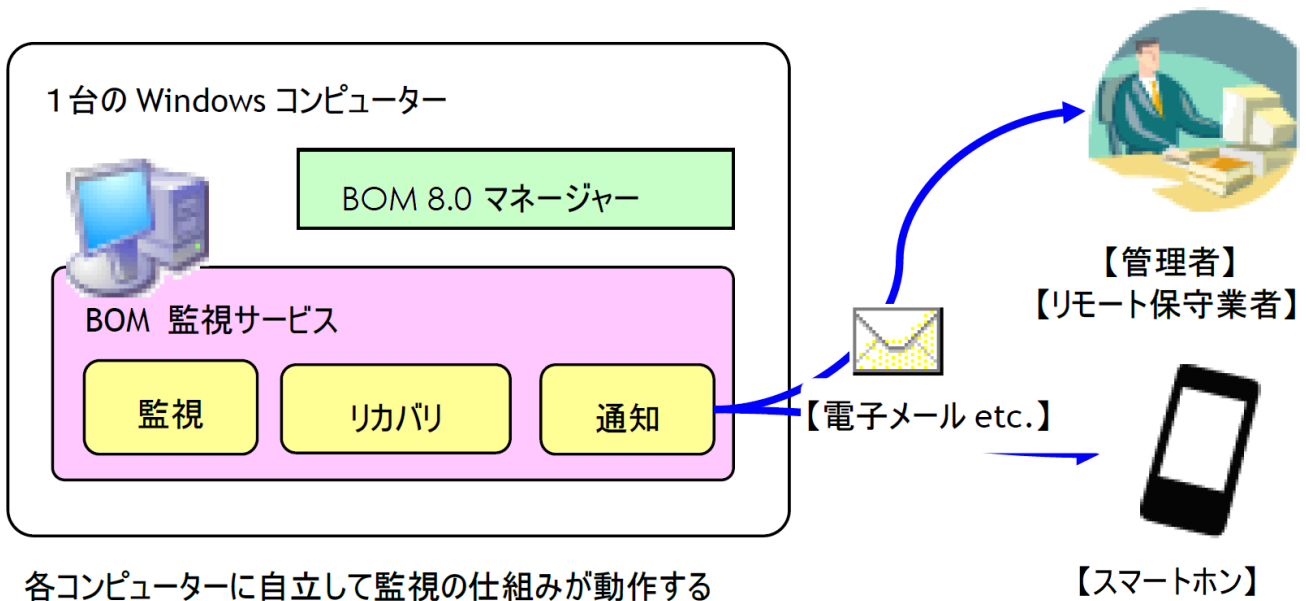 1台の Windows コンピューター
BOM 8.0 マネージャー
BOM 監視サービス
監視
リカバリ
通知
【電子メール etc.】
【管理者】
【リモート保守業者】
【スマートホン】
各コンピューターに自立して監視の仕組みが動作する